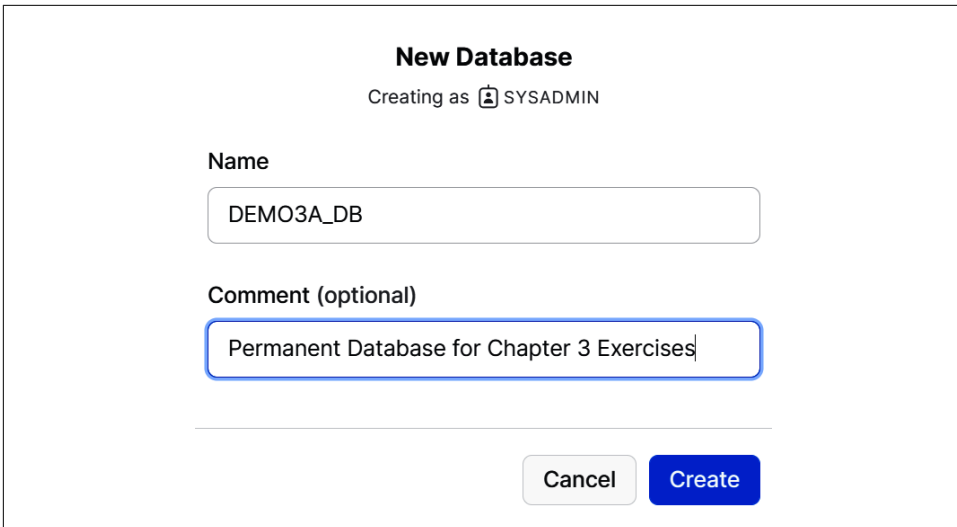 New Database
Creating as SYSADMIN
Name
DEMO3A_DB
Comment (optional)
Permanent Database for Chapter 3 Exercises
Cancel Create